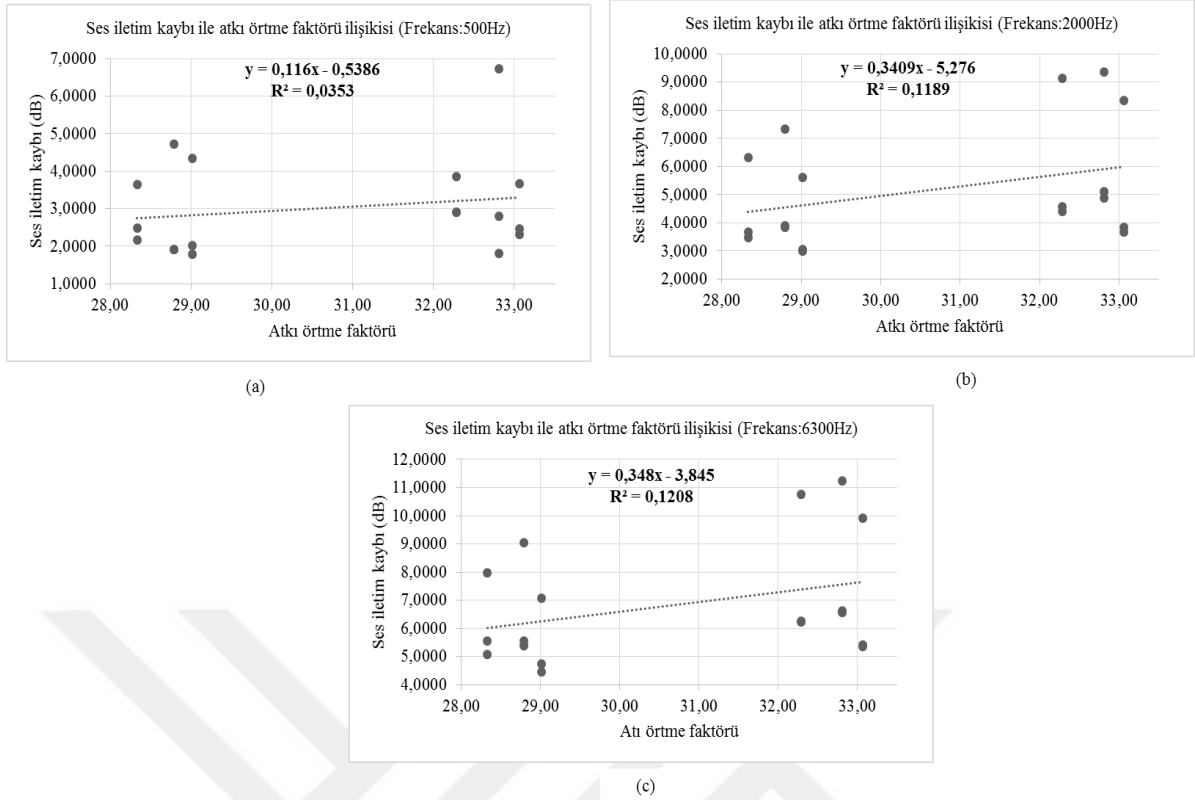 Ses iletim kaybı ile atkı örtme faktörü ilişikisi (Frekans:500Hz)
y = 0,116x - 0,5386
R² = 0,0353
Ses iletim kaybı (dB)
7,0000
6,0000
5,0000
4,0000
3,0000
2,0000
1,0000
28,00 29,00 30,00 31,00 32,00 33,00
Atkı örtme faktörü
(a)
Ses iletim kaybı ile atkı örtme faktörü ilişikisi (Frekans:2000Hz)
y = 0,3409x - 5,276
R² = 0,1189
Ses iletim kaybı (dB)
10,0000
9,0000
8,0000
7,0000
6,0000
5,0000
4,0000
3,0000
2,0000
28,00 29,00 30,00 31,00 32,00 33,00
Atkı örtme faktörü
(b)
Ses iletim kaybı ile atkı örtme faktörü ilişikisi (Frekans:6300Hz)
y = 0,348x - 3,845
R² = 0,1208
Ses iletim kaybı (dB)
12,0000
11,0000
10,0000
9,0000
8,0000
7,0000
6,0000
5,0000
4,0000
28,00 29,00 30,00 31,00 32,00 33,00
Atı örtme faktörü
(c)